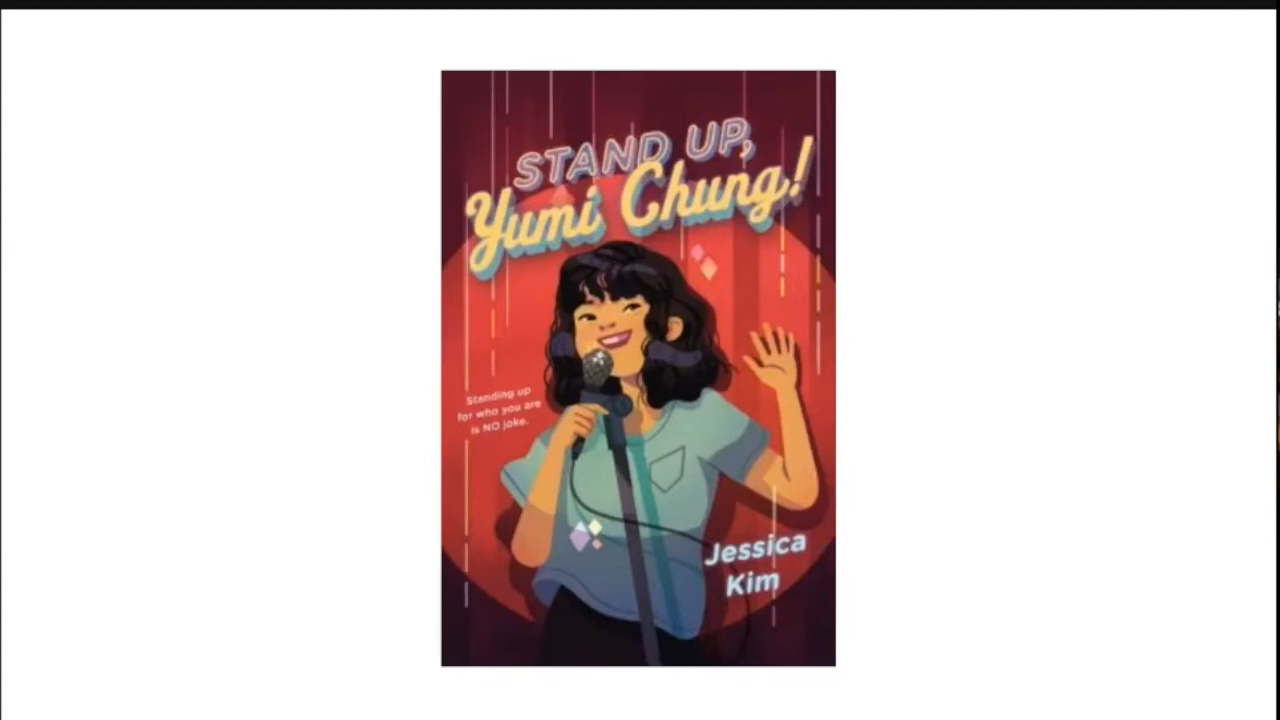 STAND UP,
Yumi Chung!
Standing up
for who you are
is NO joke.
Jessica
Kim